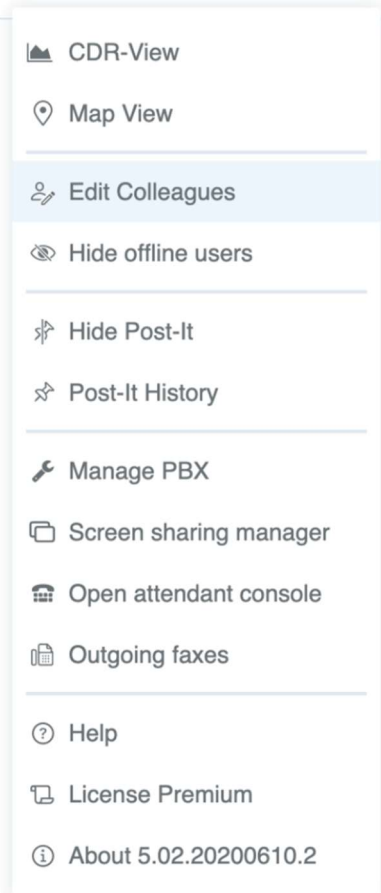 CDR-View
Map View
Edit Colleagues
Hide offline users
Hide Post-It
Post-It History
Manage PBX
Screen sharing manager
Open attendant console
Outgoing faxes
Help
License Premium
About 5.02.20200610.2